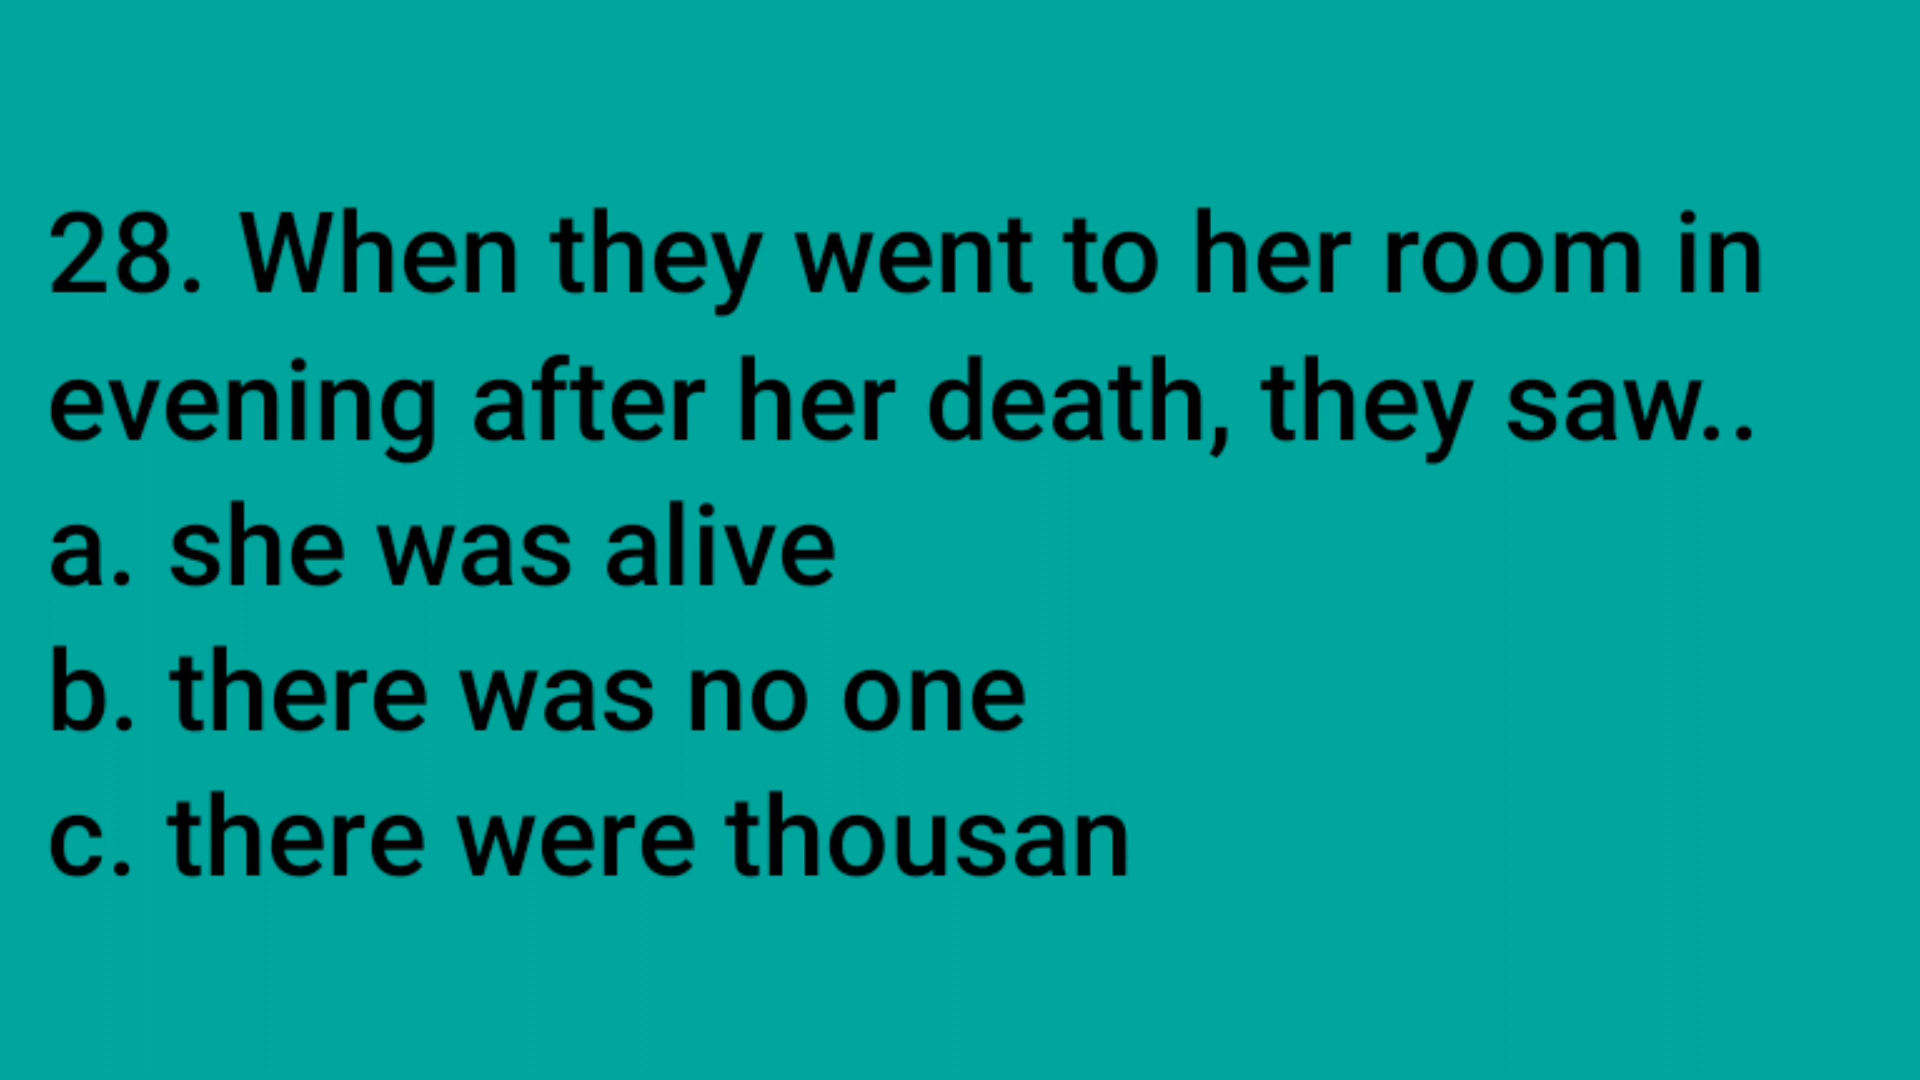 28. When they went to her room in
evening after her death, they saw..
a. she was alive
b. there was no one
c. there were thousan